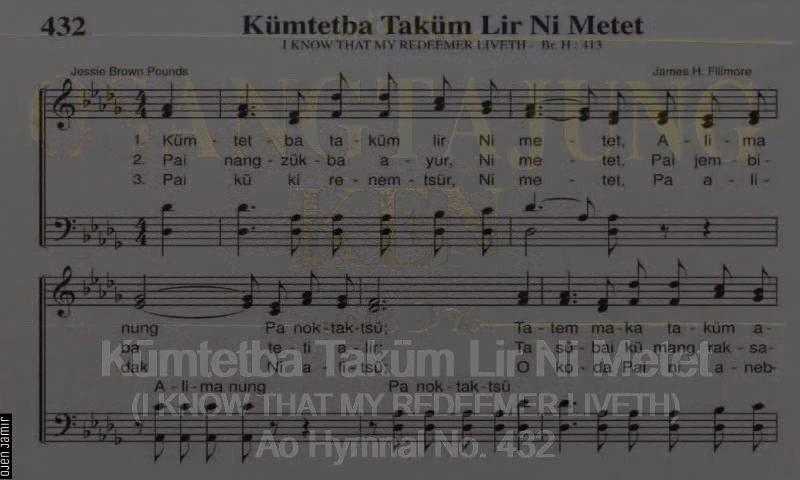 432
Kümtetba Taküm Lir Ni Metet
I KNOW THAT MY REDEEMER LIVETH - Br. H : 413
Jessie Brown Pounds
James H. Fillmore
OSANGTAJUNG
KEN
1. Küm - tet - ba ta - küm lir Ni me - tet, A - li - ma
2. Pai nang - zük - ba a - yur, Ni me - tet, Pai jem - bi -
3. Pai kü ki re - nem - tsür, Ni me - tet, Pa a - li -
nung Pa nok - tak - tsü; Ta - tem ma - ka ta - küm a -
ba te - ti a - lir; Ta sü - bai kü mang rak - sa -
dak Ni a - li - tsü; O ko - da Pai ni a - neb-
A - li - ma nung Pa nok - tak - tsü
Kümtetba Taküm Lir Ni Metet
(I KNOW THAT MY REDEEMER LIVETH)
Ao Hymnal No. 432
OJEN JAMIR